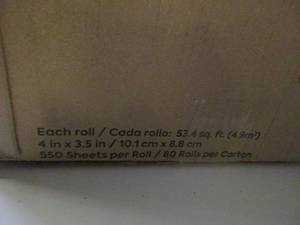 Each roll / Cada rollo: 53.4 sq. ft. (4.9m²)
4 in x 3.5 in / 10.1 cm x 8.8 cm
550 Sheets per Roll / 80 Rolls per Carton